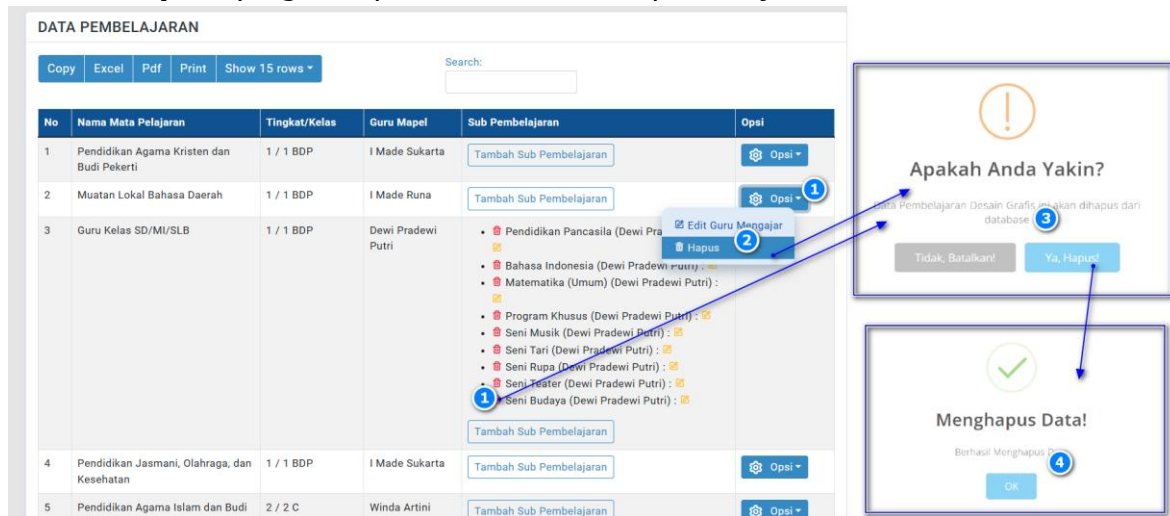 DATA PEMBELAJARAN
Copy Excel Pdf Print Show 15 rows
Search:
No Nama Mata Pelajaran Tingkat/Kelas Guru Mapel Sub Pembelajaran Opsi
1 Pendidikan Agama Kristen dan 1 / 1 BDP I Made Sukarta Tambah Sub Pembelajaran Opsi
Budi Pekerti
2 Muatan Lokal Bahasa Daerah 1 / 1 BDP I Made Runa Tambah Sub Pembelajaran Opsi 1
Edit Guru Mengajar
Hapus 2
3 Guru Kelas SD/MI/SLB 1 / 1 BDP Dewi Pradewi
Putri
• Pendidikan Pancasila (Dewi
• Bahasa Indonesia (Dewi Pradewi Putri) :
• Matematika (Umum) (Dewi Pradewi Putri) :
• Program Khusus (Dewi Pradewi Putri) :
• Seni Musik (Dewi Pradewi Putri) :
• Seni Tari (Dewi Pradewi Putri) :
• Seni Rupa (Dewi Pradewi Putri) :
• Seni Teater (Dewi Pradewi Putri) :
1 Seni Budaya (Dewi Pradewi Putri) :
Tambah Sub Pembelajaran
4 Pendidikan Jasmani, Olahraga, dan 1 / 1 BDP I Made Sukarta Tambah Sub Pembelajaran Opsi
Kesehatan
5 Pendidikan Agama Islam dan Budi 2 / 2 C Winda Artini Tambah Sub Pembelajaran Opsi
Apakah Anda Yakin?
Data Pembelajaran Desain Grafis ini akan dihapus dari
database 3
Tidak, Batalkan! Ya, Hapus!
Menghapus Data!
Berhasil Menghapus
4
OK